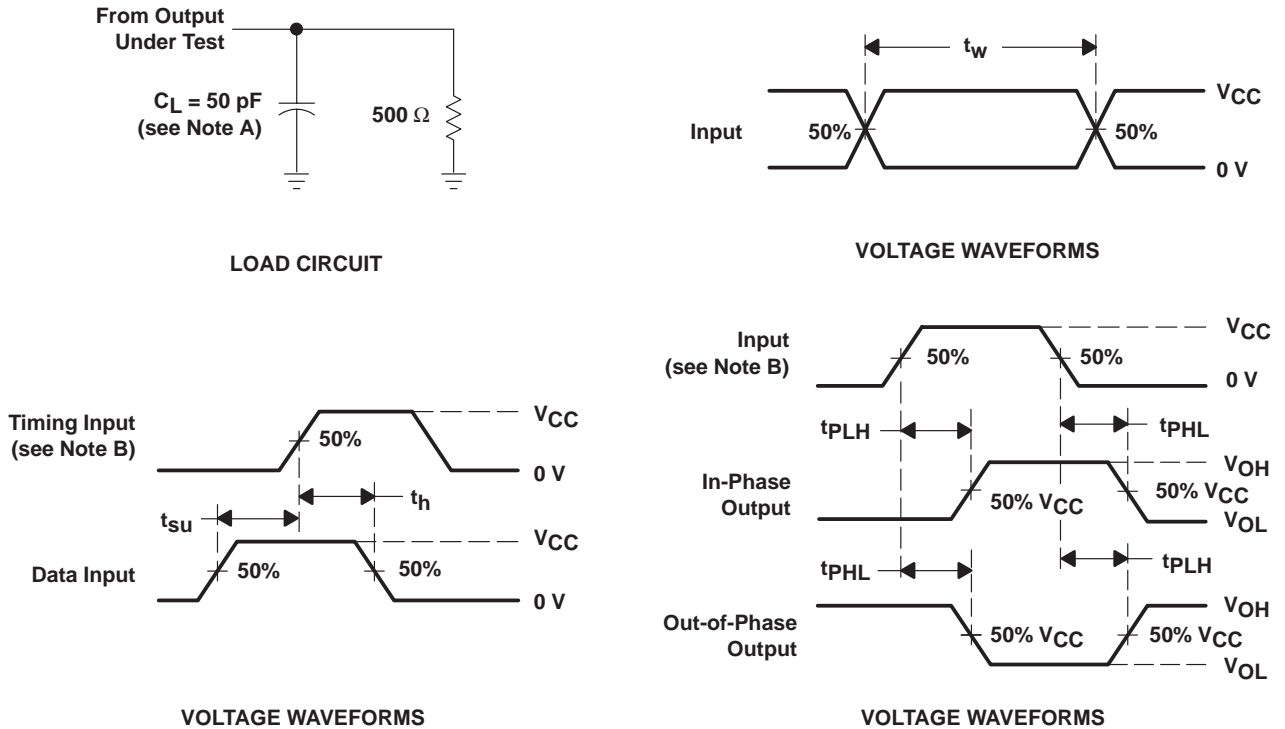 From Output
Under Test
CL = 50 pF
(see Note A)
500 Ω
LOAD CIRCUIT
tw
VCC
Input
50%
50%
0 V
VOLTAGE WAVEFORMS
Timing Input
(see Note B)
50%
VCC
0 V
th
tsu
VCC
Data Input
50%
50%
0 V
VOLTAGE WAVEFORMS
Input
(see Note B)
50%
50%
VCC
0 V
tPLH
tPHL
In-Phase
Output
50% VCC
VOH
50% VCC
VOL
tPHL
tPLH
Out-of-Phase
Output
50% VCC
VOH
50% VCC
VOL
VOLTAGE WAVEFORMS